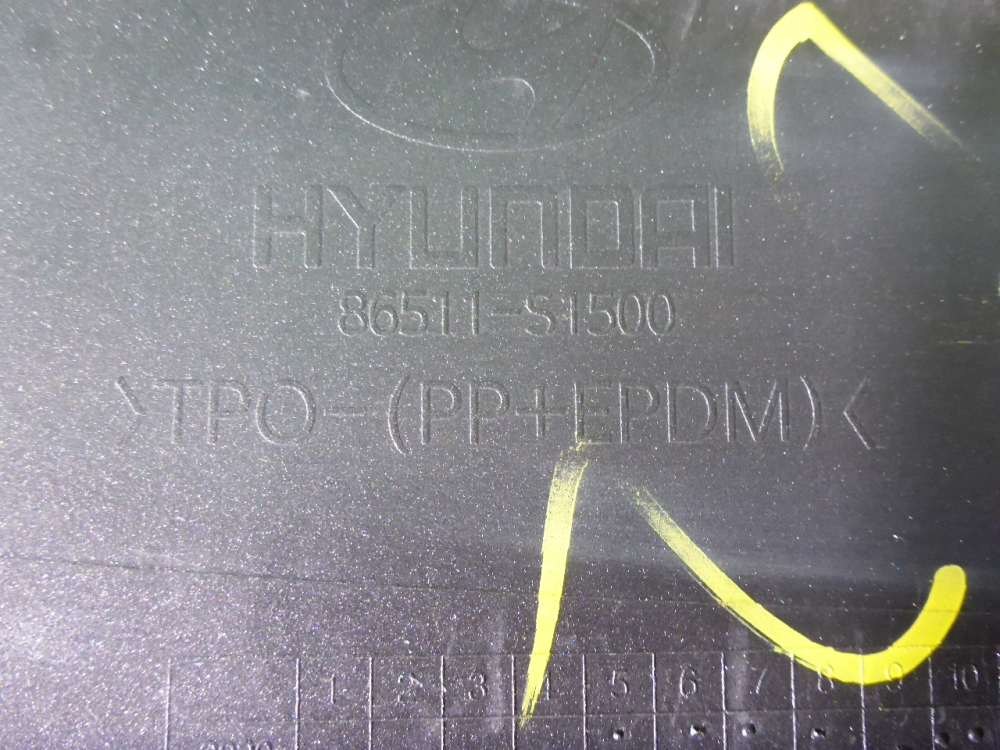 HYUNDAI
86511-S1500
>TPO-(PP+EPDM)<
1 2 3 4 5 6 7 8 9 10